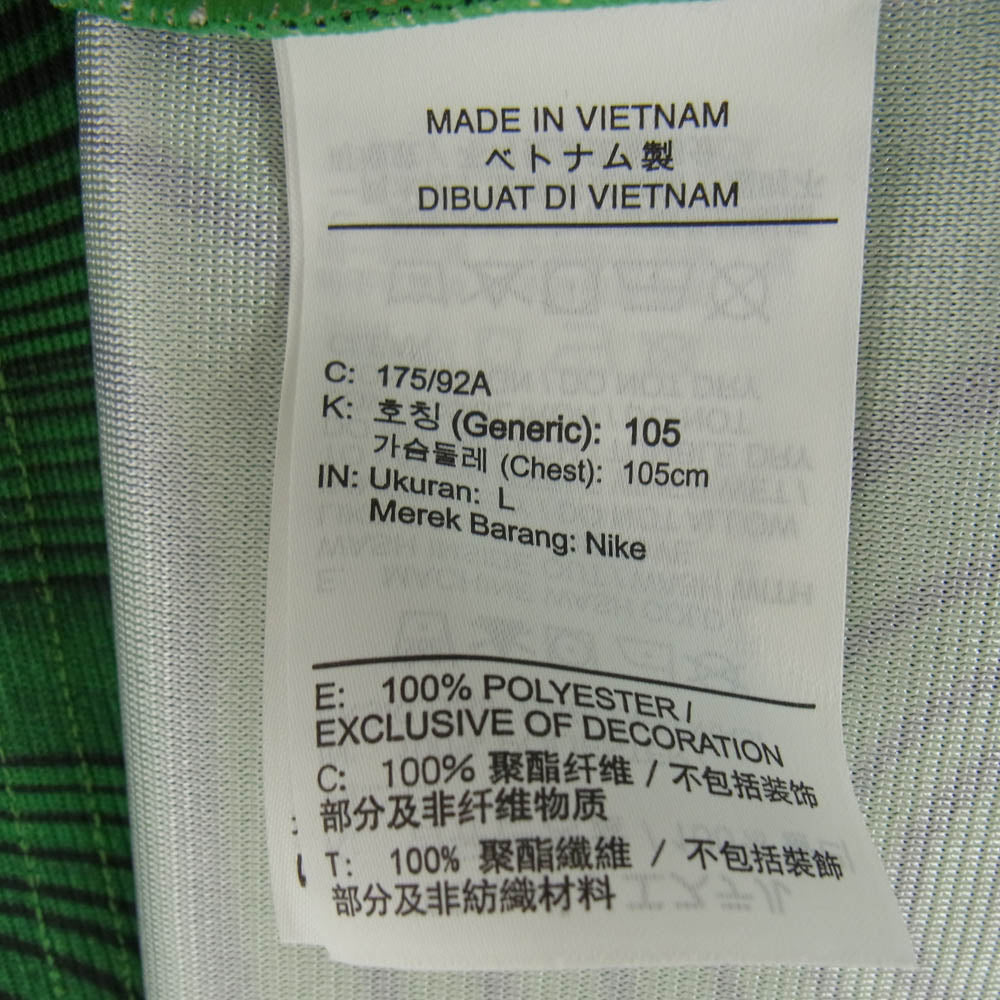 MADE IN VIETNAM
ベトナム製
DIBUAT DI VIETNAM
C: 175/92A
K: 호칭 (Generic): 105
가슴둘레 (Chest): 105cm
IN: Ukuran: L
Merek Barang: Nike
E: 100% POLYESTER /
EXCLUSIVE OF DECORATION
C: 100% 聚酯纤维 / 不包括装饰
部分及非纤维物质
T: 100% 聚酯纖維 / 不包括裝飾
部分及非紡織材料